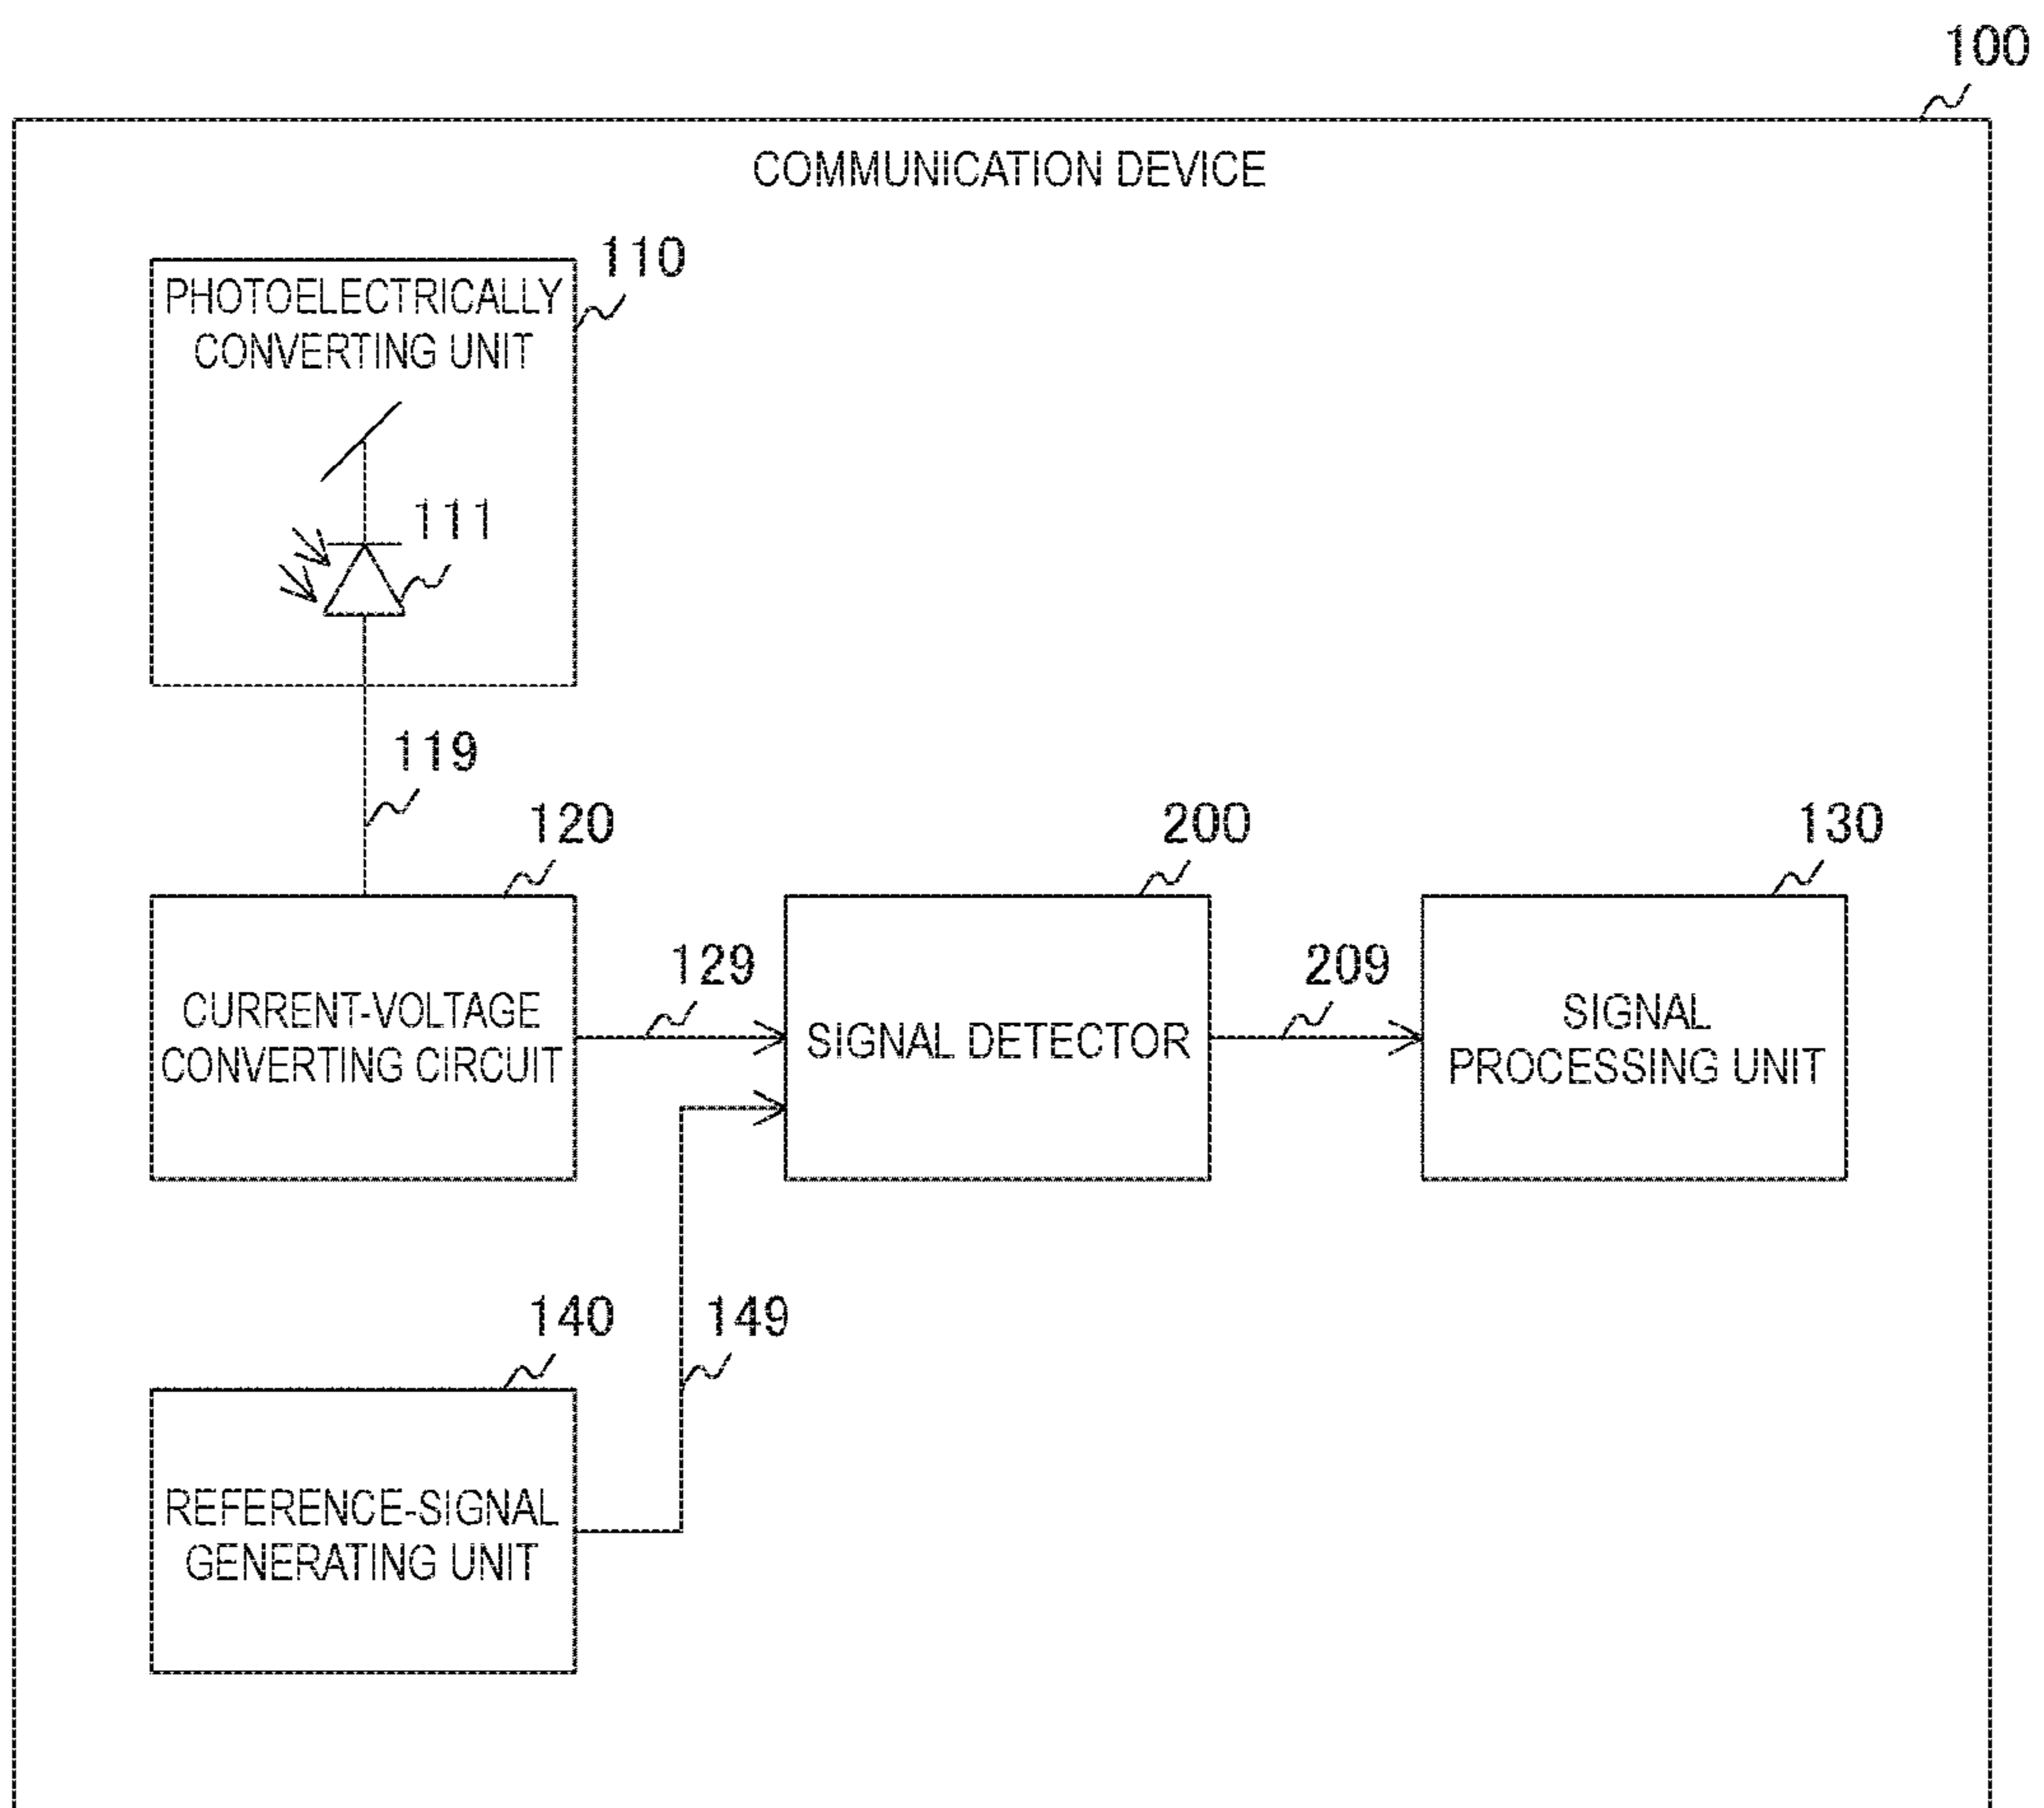 100
COMMUNICATION DEVICE
110
PHOTOELECTRICALLY
CONVERTING UNIT
111
119
120
200
130
129
209
CURRENT-VOLTAGE
CONVERTING CIRCUIT
SIGNAL DETECTOR
SIGNAL
PROCESSING UNIT
140
149
REFERENCE-SIGNAL
GENERATING UNIT